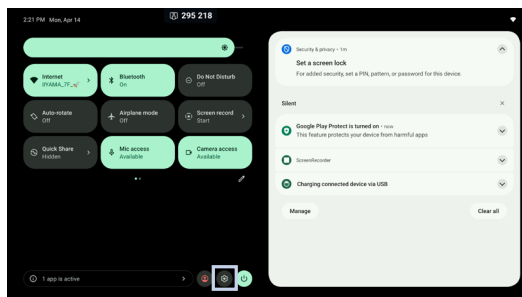 2:21 PM Mon, Apr 14
A 295 218
Internet
IIYAMA_7F_🚀
Bluetooth
On
Do Not Disturb
Off
Auto-rotate
Off
Airplane mode
Off
Screen record
Start
Quick Share
Hidden
Mic access
Available
Camera access
Available
1 app is active
Security & privacy • 1m
Set a screen lock
For added security, set a PIN, pattern, or password for this device.
Silent
Google Play Protect is turned on • now
This feature protects your device from harmful apps
ScreenRecorder
Charging connected device via USB
Manage
Clear all